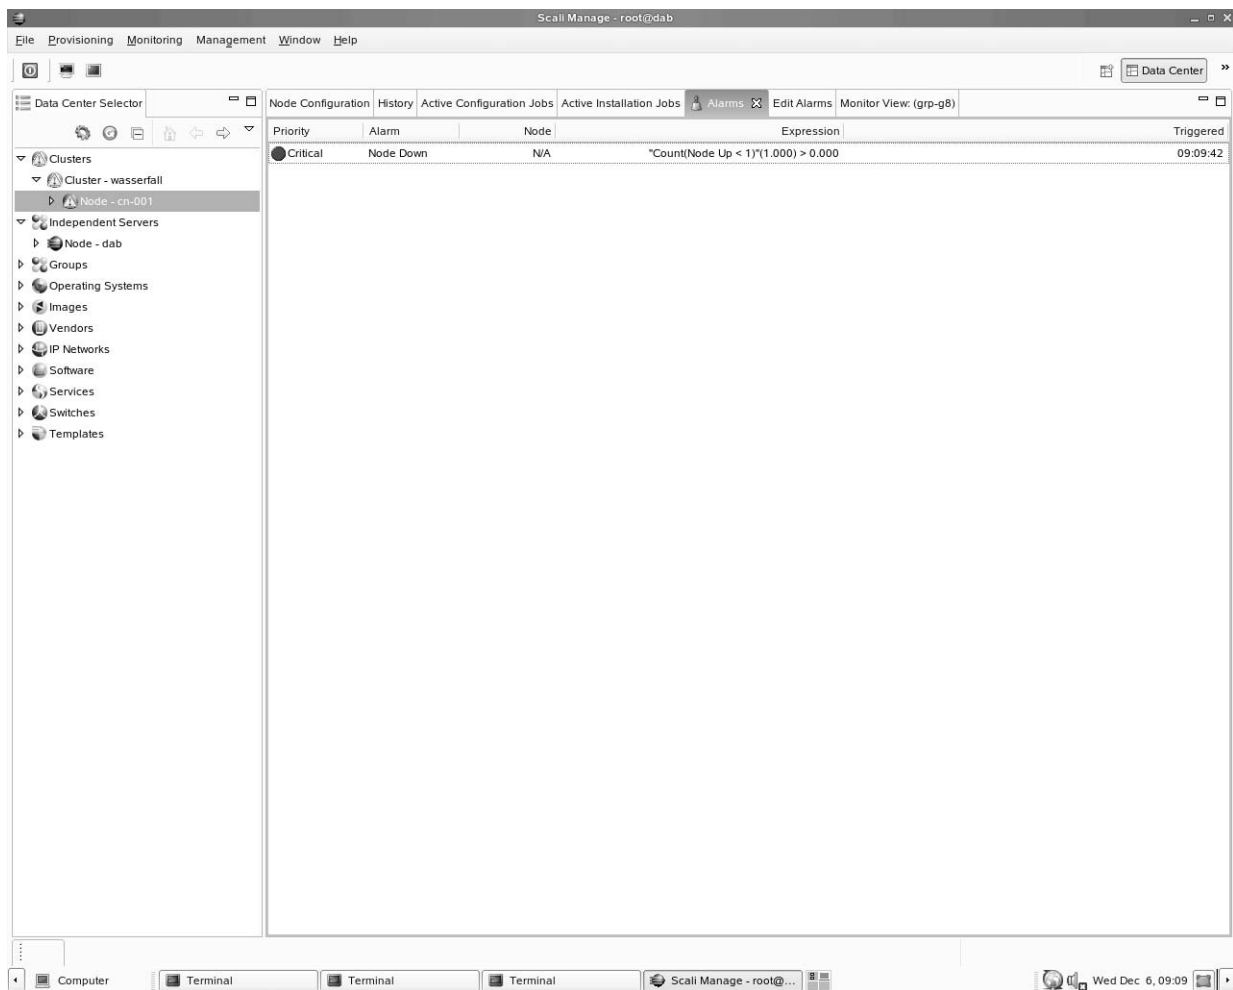 Scali Manage - root@dab
File Provisioning Monitoring Management Window Help
Data Center »
Data Center Selector
Node Configuration History Active Configuration Jobs Active Installation Jobs Alarms Edit Alarms Monitor View: (grp-g8)
Priority Alarm Node Expression Triggered
Critical Node Down N/A "Count(Node Up < 1)"(1.000) > 0.000 09:09:42
Clusters
Cluster - wasserfall
Node - cn-001
Independent Servers
Node - dab
Groups
Operating Systems
Images
Vendors
IP Networks
Software
Services
Switches
Templates
Computer Terminal Terminal Terminal Scali Manage - root@... Wed Dec 6, 09:09